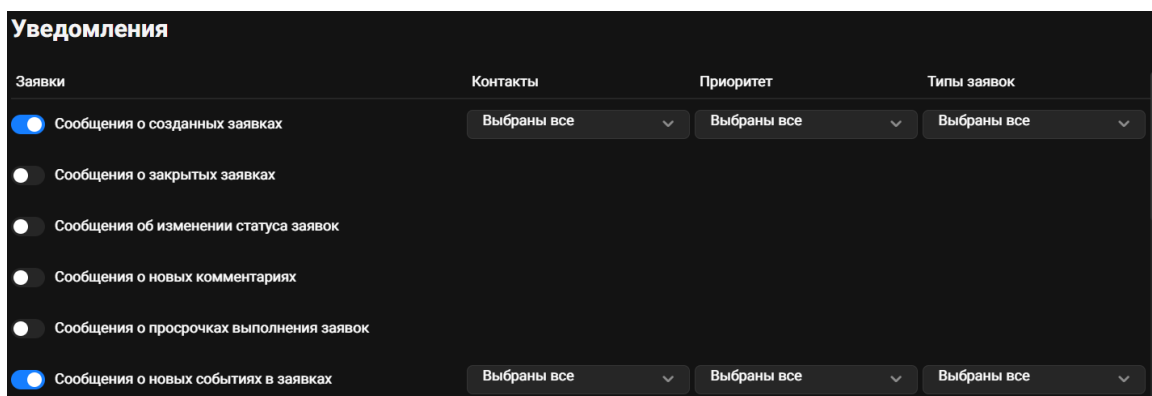 Уведомления
Заявки Контакты Приоритет Типы заявок
Сообщения о созданных заявках Выбраны все Выбраны все Выбраны все
Сообщения о закрытых заявках
Сообщения об изменении статуса заявок
Сообщения о новых комментариях
Сообщения о просрочках выполнения заявок
Сообщения о новых событиях в заявках Выбраны все Выбраны все Выбраны все